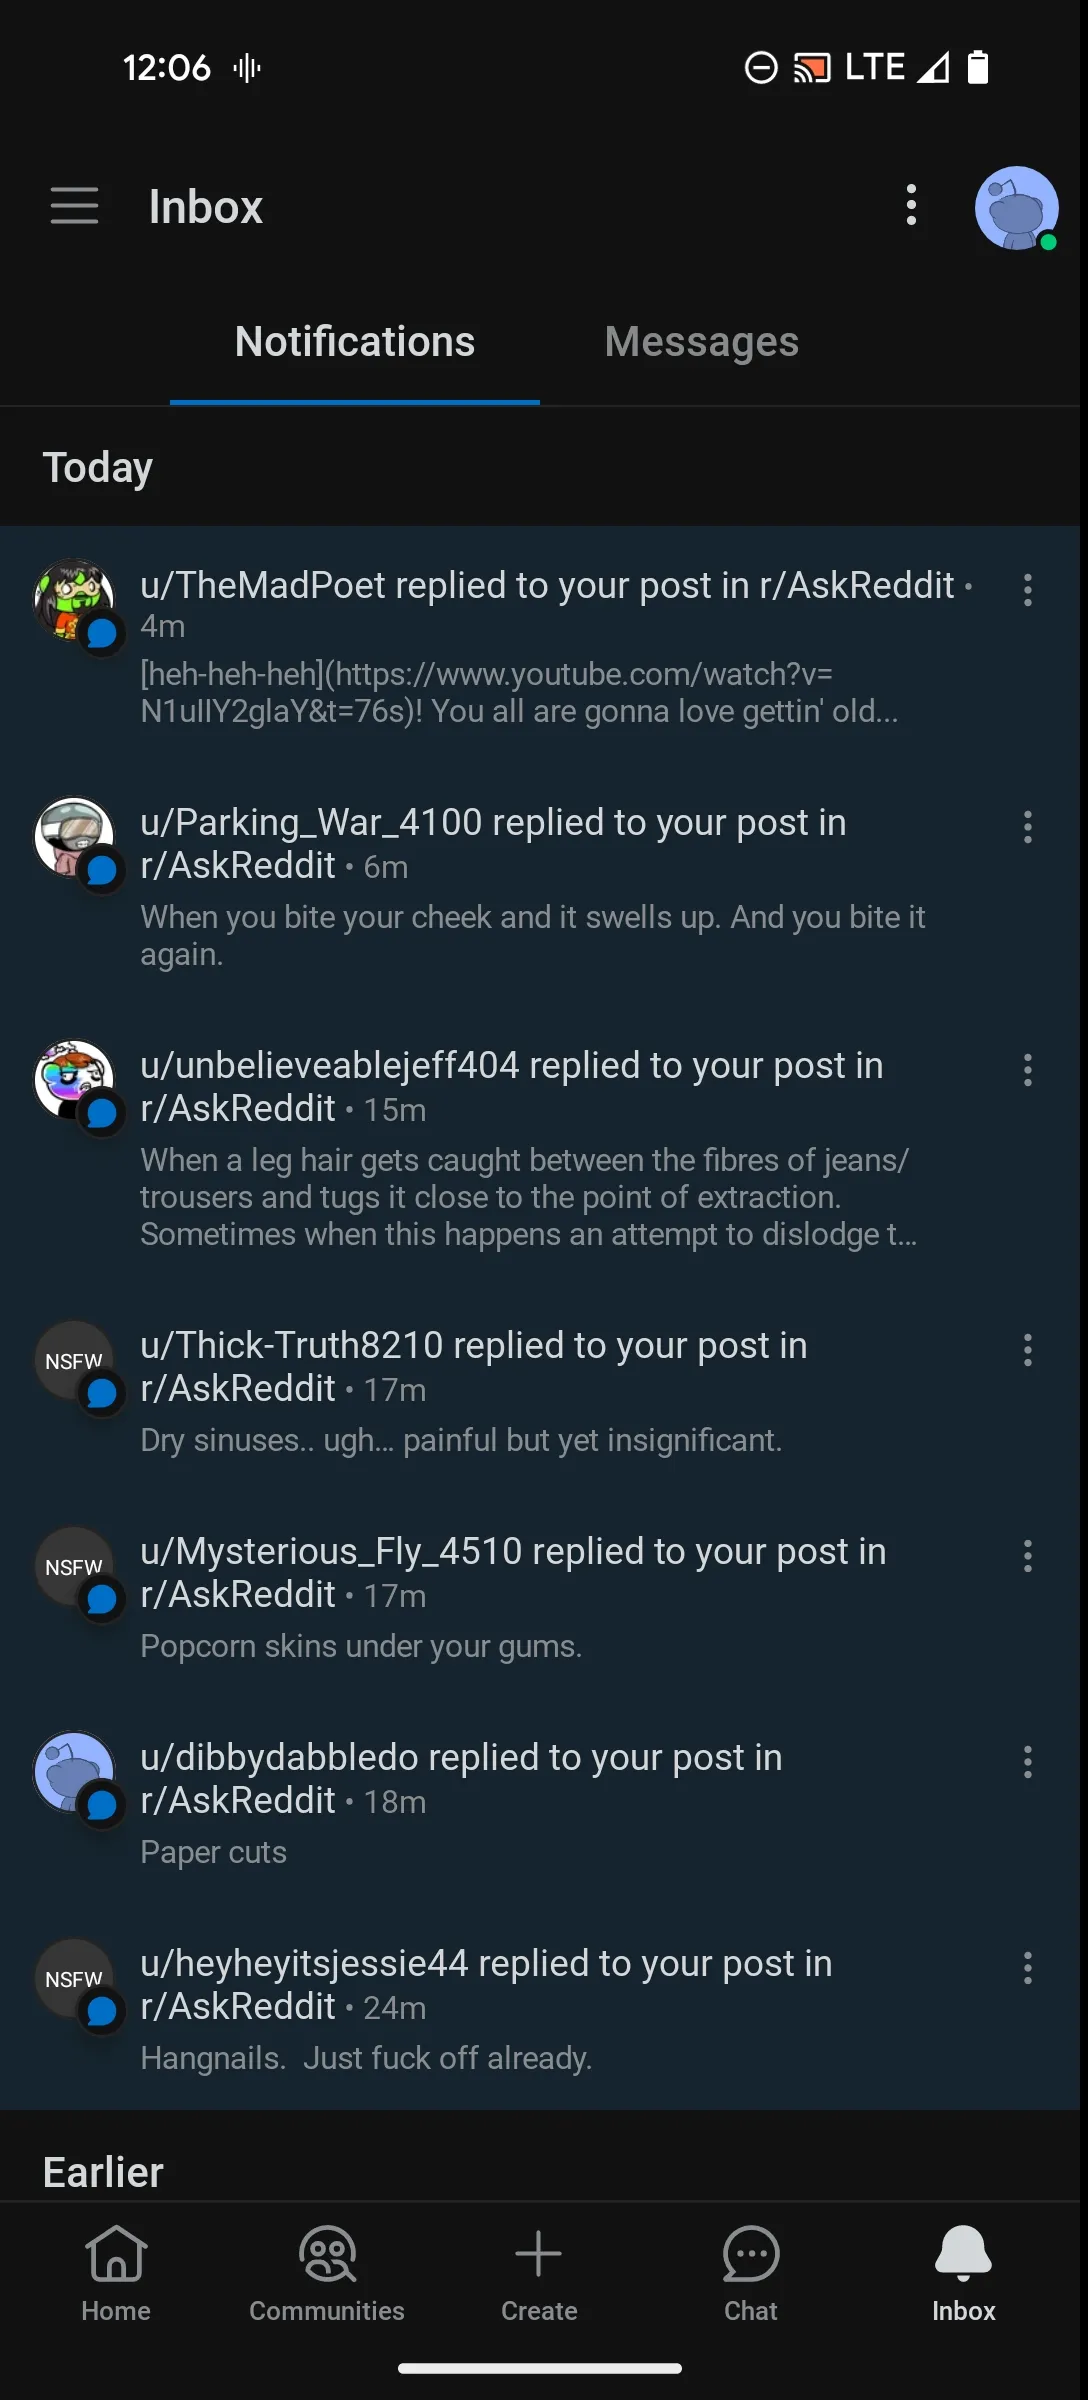 12:06 LTE
Inbox
Notifications Messages
Today
u/TheMadPoet replied to your post in r/AskReddit •
4m
[heh-heh-heh](https://www.youtube.com/watch?v=
N1uIlY2glaY&t=76s)! You all are gonna love gettin' old...
u/Parking_War_4100 replied to your post in
r/AskReddit • 6m
When you bite your cheek and it swells up. And you bite it
again.
u/unbelieveablejeff404 replied to your post in
r/AskReddit • 15m
When a leg hair gets caught between the fibres of jeans/
trousers and tugs it close to the point of extraction.
Sometimes when this happens an attempt to dislodge t...
NSFW
u/Thick-Truth8210 replied to your post in
r/AskReddit • 17m
Dry sinuses.. ugh... painful but yet insignificant.
NSFW
u/Mysterious_Fly_4510 replied to your post in
r/AskReddit • 17m
Popcorn skins under your gums.
u/dibbydabbledo replied to your post in
r/AskReddit • 18m
Paper cuts
NSFW
u/heyheyitsjessie44 replied to your post in
r/AskReddit • 24m
Hangnails.  Just fuck off already.
Earlier
Home Communities Create Chat Inbox